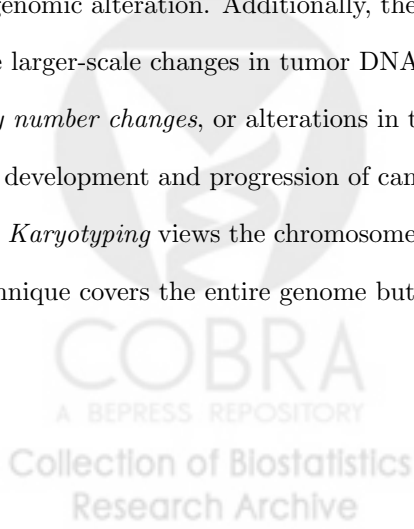 genomic alteration. Additionally, the
larger-scale changes in tumor DNA
number changes, or alterations in t
development and progression of can
Karyotyping views the chromosome
nnique covers the entire genome but
COBRA
A BEPRESS REPOSITORY
Collection of Biostatistics
Research Archive